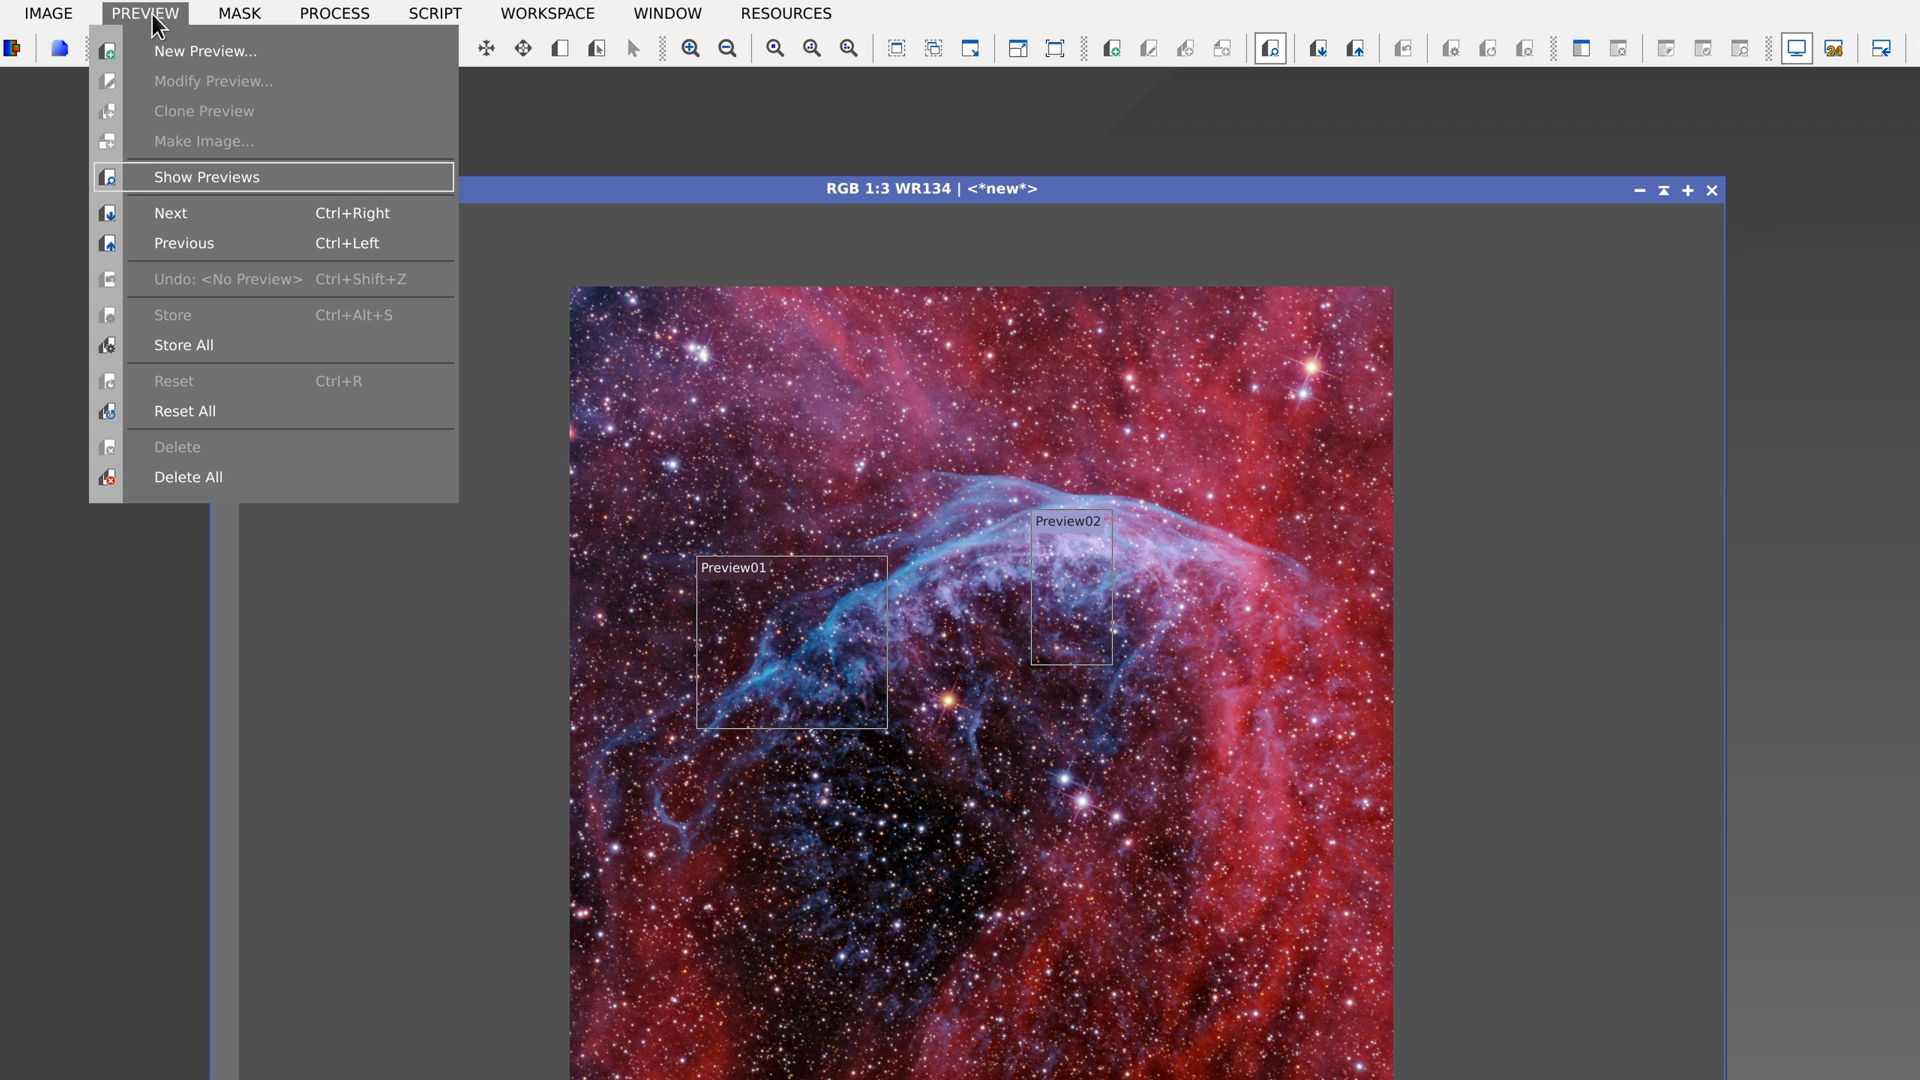 IMAGE PREVIEW MASK PROCESS SCRIPT WORKSPACE WINDOW RESOURCES
24
New Preview...
Modify Preview...
Clone Preview
Make Image...
Show Previews
Next Ctrl+Right
Previous Ctrl+Left
Undo: <No Preview> Ctrl+Shift+Z
Store Ctrl+Alt+S
Store All
Reset Ctrl+R
Reset All
Delete
Delete All
RGB 1:3 WR134 | <*new*>
Preview02
Preview01